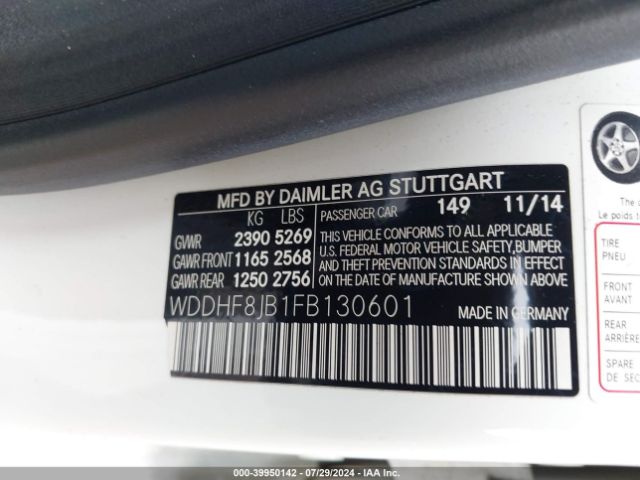 MFD BY DAIMLER AG STUTTGART
KG LBS
GVWR 2390 5269
GAWR FRONT 1165 2568
GAWR REAR 1250 2756
PASSENGER CAR 149 11/14
THIS VEHICLE CONFORMS TO ALL APPLICABLE
U.S. FEDERAL MOTOR VEHICLE SAFETY, BUMPER
AND THEFT PREVENTION STANDARDS IN EFFECT
ON THE DATE OF MANUFACTURE SHOWN ABOVE
WDDHF8JB1FB130601 MADE IN GERMANY
The
Le poids
TIRE
PNEU
FRONT
AVANT
REAR
ARRIÈRE
SPARE
DE
000-39950142 - 07/29/2024 - IAA Inc.